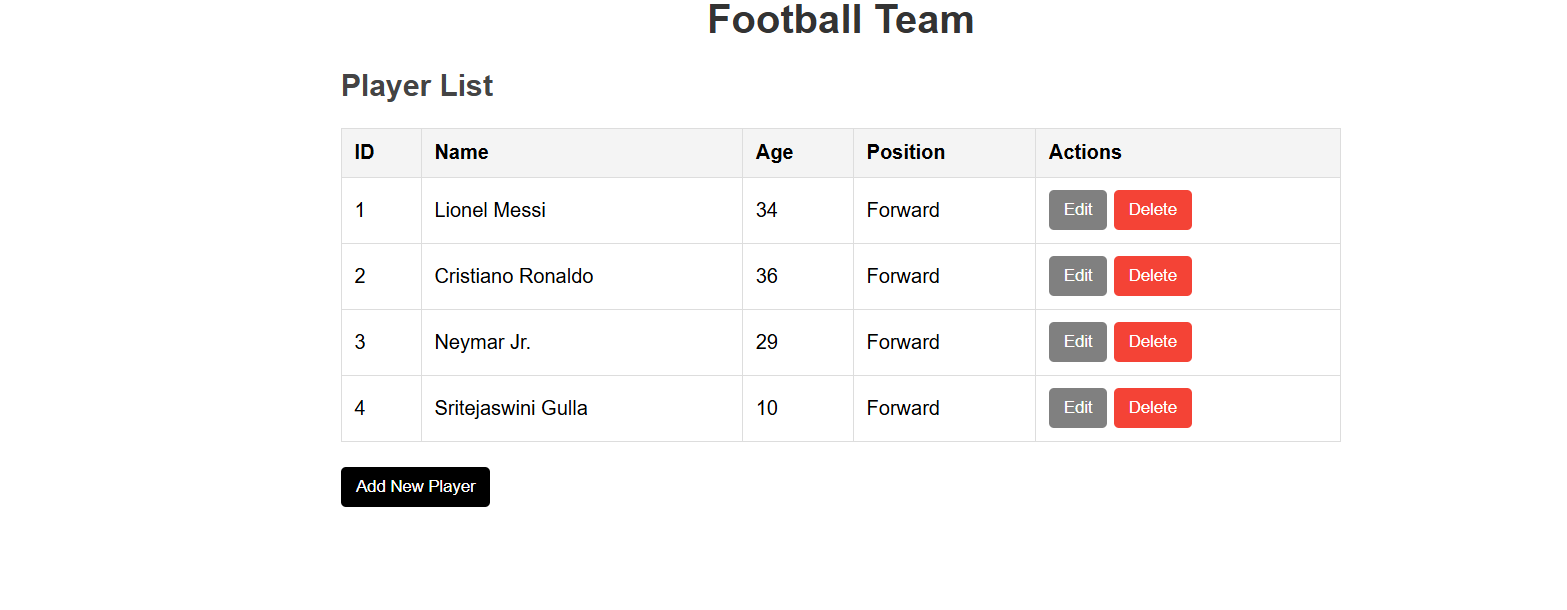 Football Team
Player List
ID Name Age Position Actions
1 Lionel Messi 34 Forward Edit Delete
2 Cristiano Ronaldo 36 Forward Edit Delete
3 Neymar Jr. 29 Forward Edit Delete
4 Sritejaswini Gulla 10 Forward Edit Delete
Add New Player